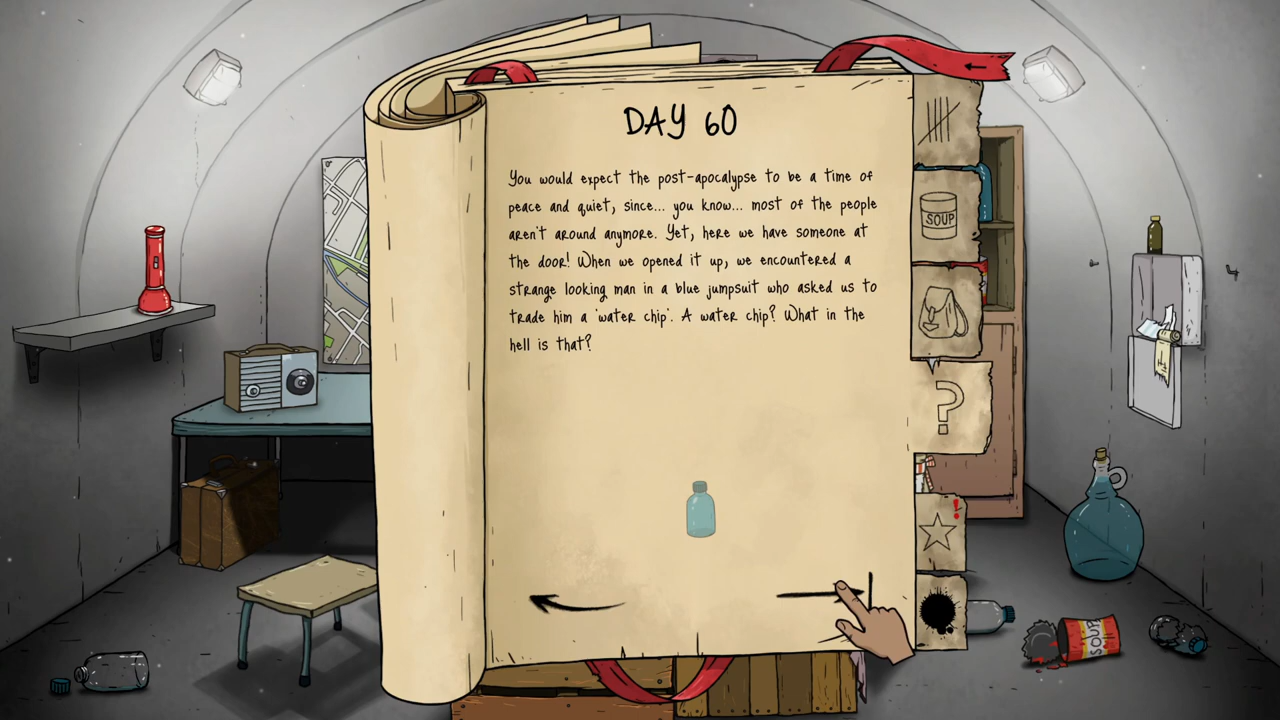 DAY 60
You would expect the post-apocalypse to be a time of
peace and quiet, since... you know... most of the people
aren't around anymore. Yet, here we have someone at
the door! When we opened it up, we encountered a
strange looking man in a blue jumpsuit who asked us to
trade him a 'water chip'. A water chip? What in the
hell is that?
SOUP
?
!
SOUP